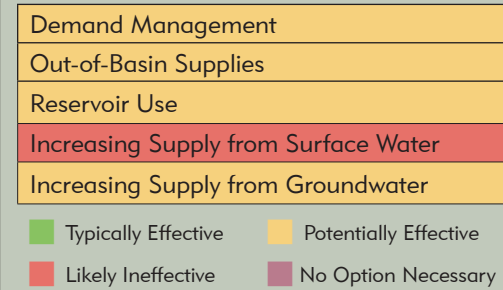 Demand Management
Out-of-Basin Supplies
Reservoir Use
Increasing Supply from Surface Water
Increasing Supply from Groundwater
Typically Effective
Potentially Effective
Likely Ineffective
No Option Necessary